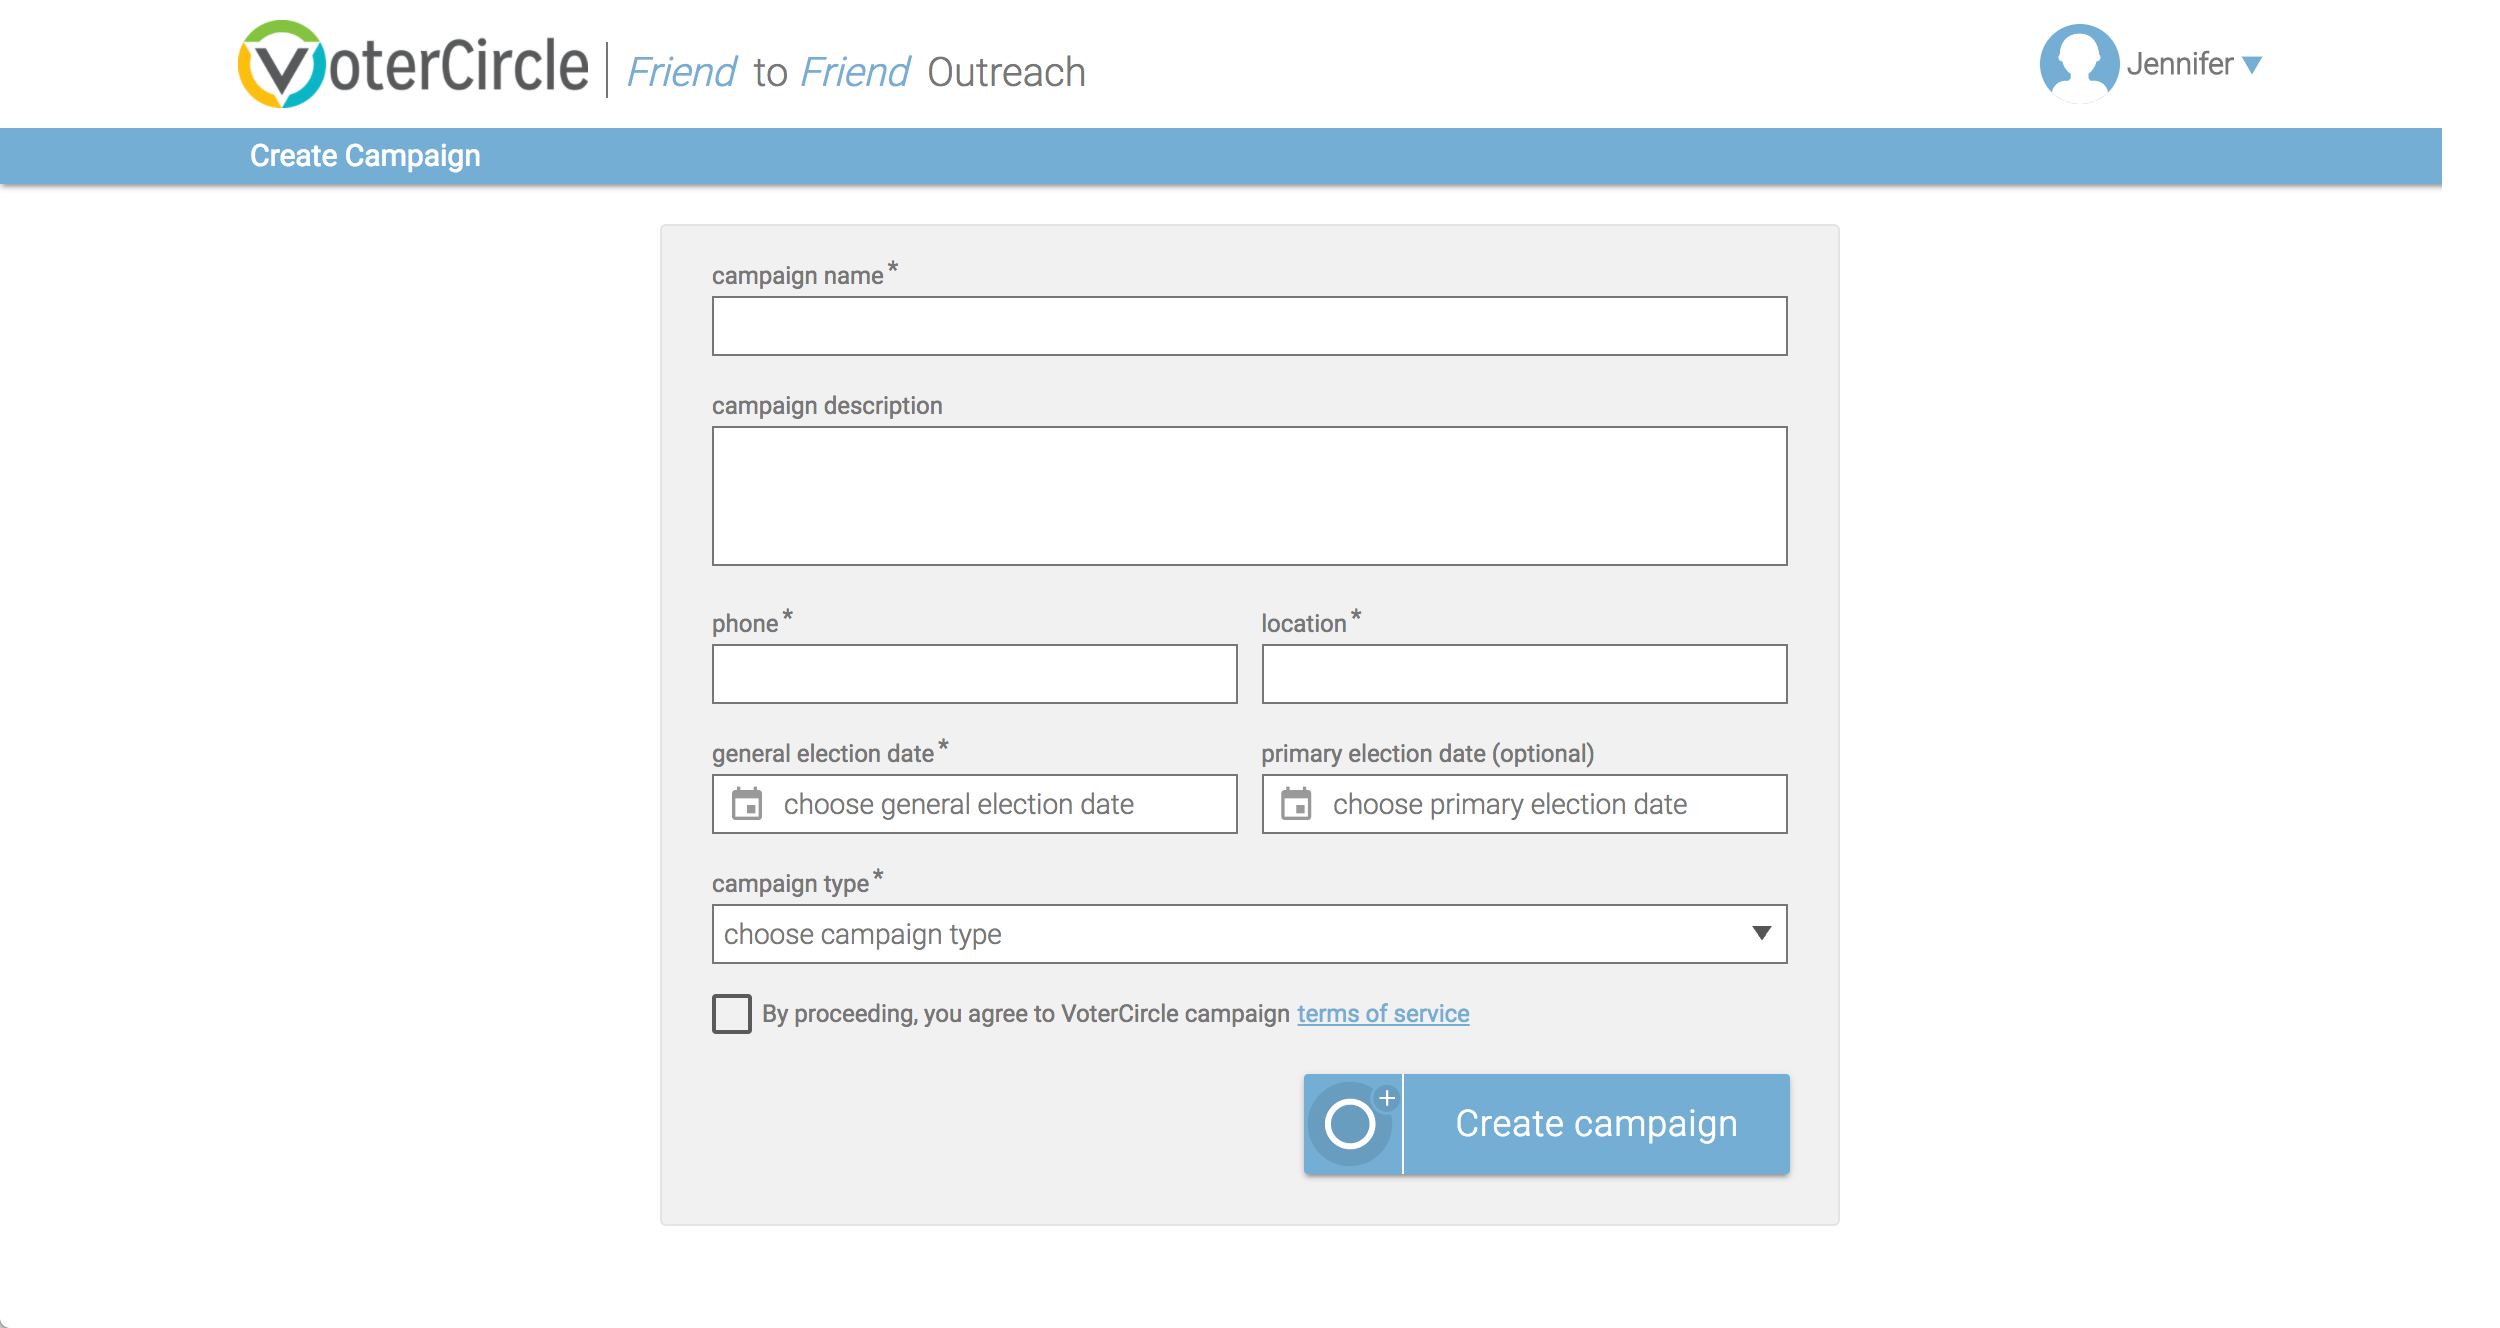 VoterCircle | Friend to Friend Outreach
Jennifer
Create Campaign
campaign name *
campaign description
phone *
location *
general election date *
primary election date (optional)
choose general election date
choose primary election date
campaign type *
choose campaign type
By proceeding, you agree to VoterCircle campaign terms of service
+
Create campaign